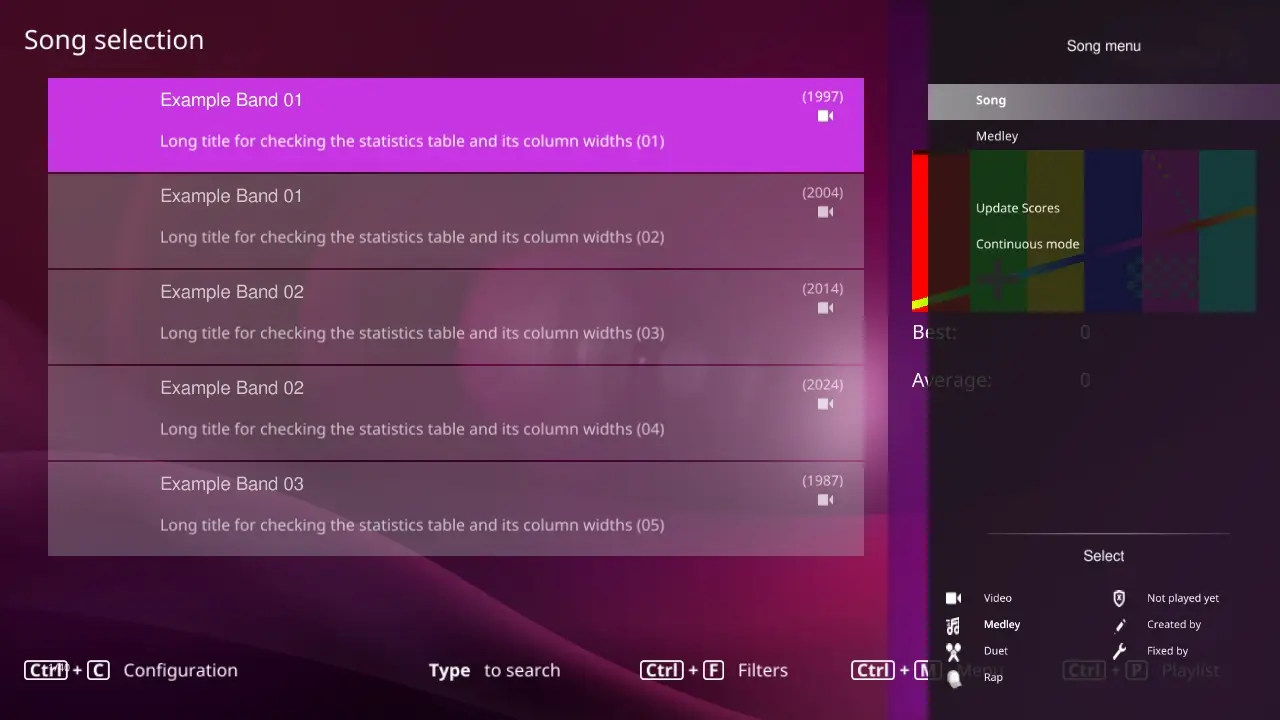 Song selection
Example Band 01
(1997)
Long title for checking the statistics table and its column widths (01)
Example Band 01
(2004)
Long title for checking the statistics table and its column widths (02)
Example Band 02
(2014)
Long title for checking the statistics table and its column widths (03)
Example Band 02
(2024)
Long title for checking the statistics table and its column widths (04)
Example Band 03
(1987)
Long title for checking the statistics table and its column widths (05)
Song menu
Song
Medley
Update Scores
Continuous mode
Best: 0
Average: 0
Select
Video
Not played yet
Medley
Created by
Duet
Fixed by
Rap
Ctrl + C Configuration
Type to search
Ctrl + F Filters
Ctrl + M Menu
Ctrl + P Playlist